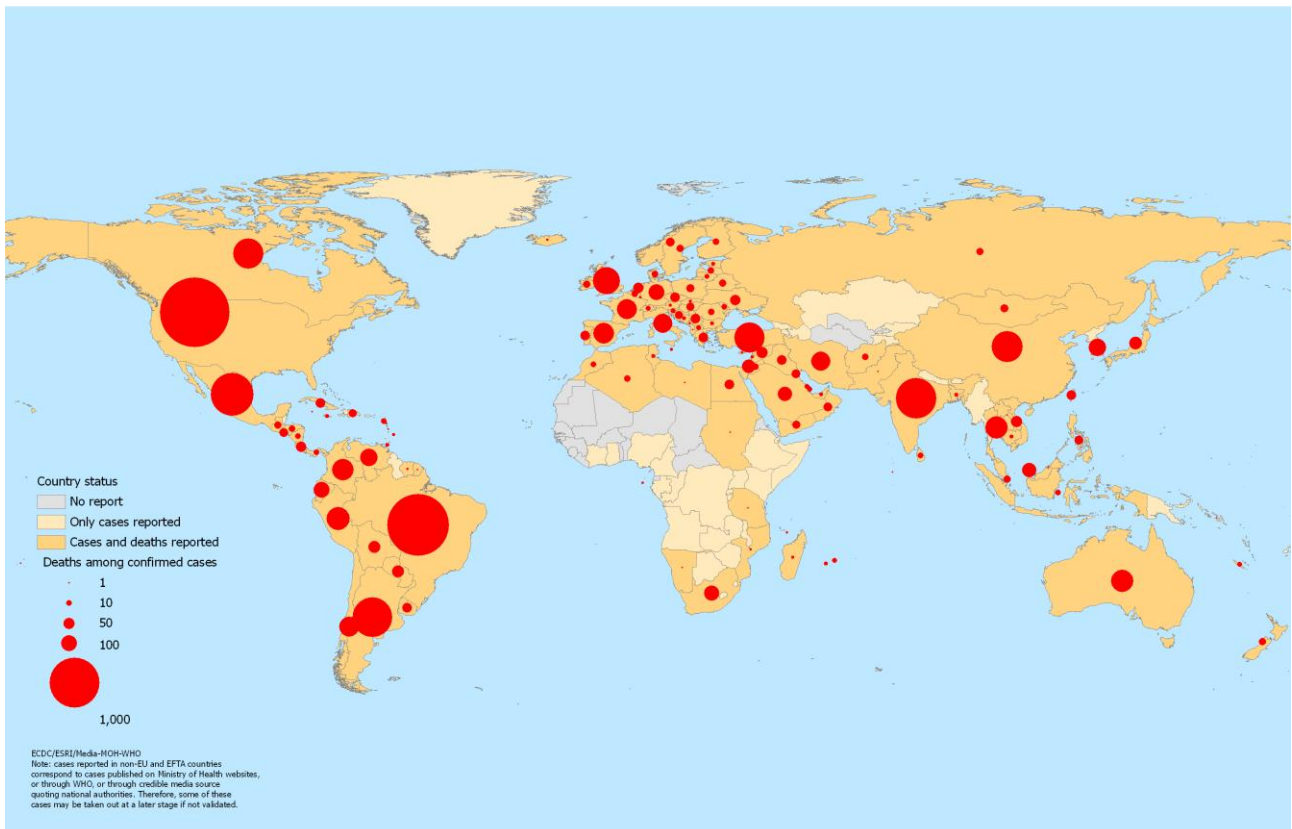 Country status
No report
Only cases reported
Cases and deaths reported
Deaths among confirmed cases
1
10
50
100
1,000
ECDC/ESRI/Media-MOH-WHO
Note: cases reported in non-EU and EFTA countries
correspond to cases published on Ministry of Health websites,
or through WHO, or through credible media source
quoting national authorities. Therefore, some of these
cases may be taken out at a later stage if not validated.